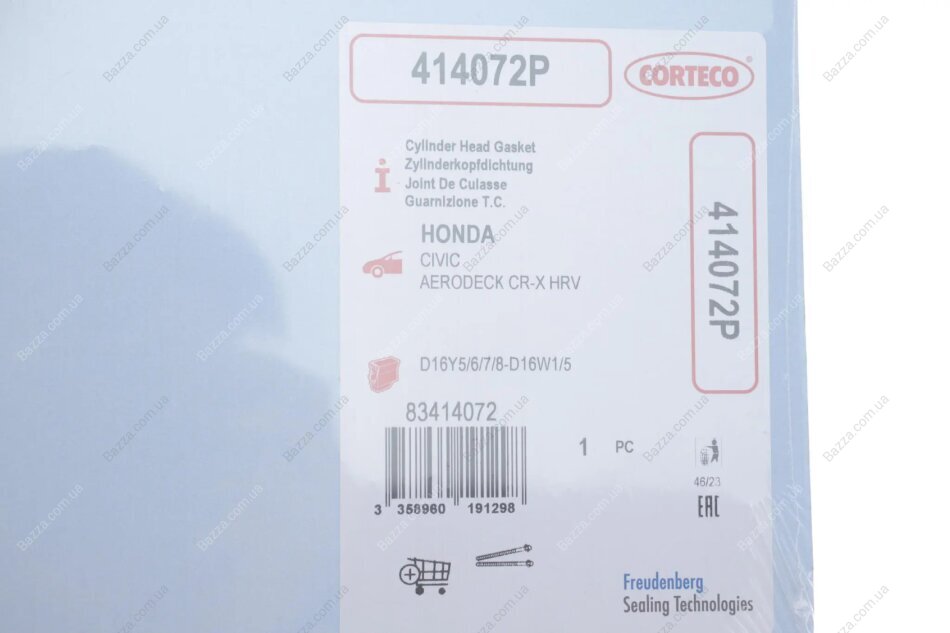 414072P
CORTECO®
Cylinder Head Gasket
Zylinderkopfdichtung
Joint De Culasse
Guarnizione T.C.
HONDA
CIVIC
AERODECK CR-X HRV
414072P
D16Y5/6/7/8-D16W1/5
83414072
1 PC
3 358960 191298
46/23
EAC
Freudenberg
Sealing Technologies
Bazza.com.ua